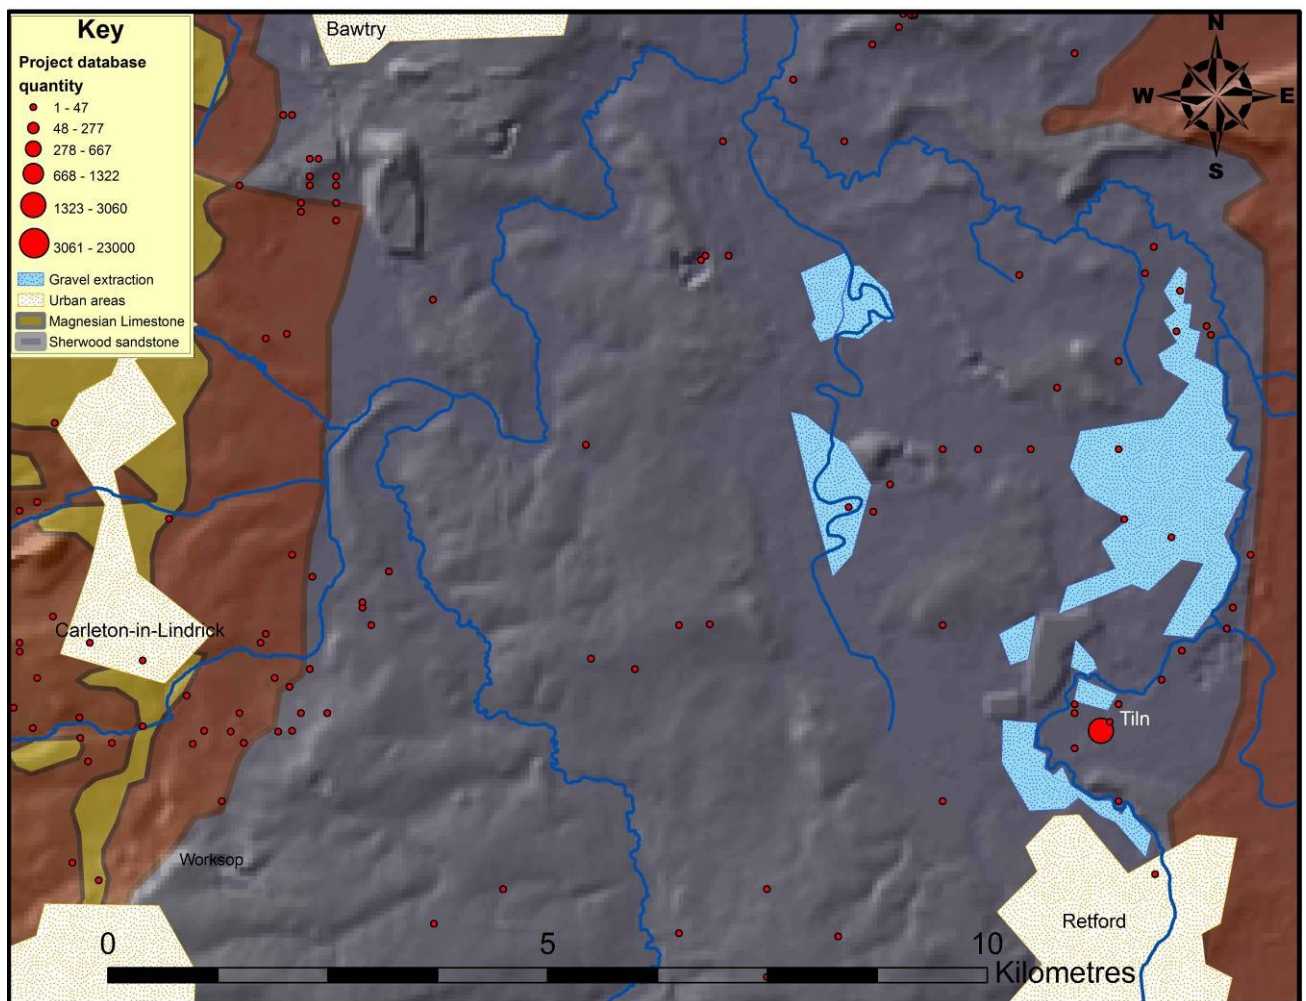 Key
Project database
quantity
1 - 47
48 - 277
278 - 667
668 - 1322
1323 - 3060
3061 - 23000
Gravel extraction
Urban areas
Magnesian Limestone
Sherwood sandstone
Bawtry
N
W E
S
Carleton-in-Lindrick
Tiln
Worksop
Retford
0 5 10
Kilometres